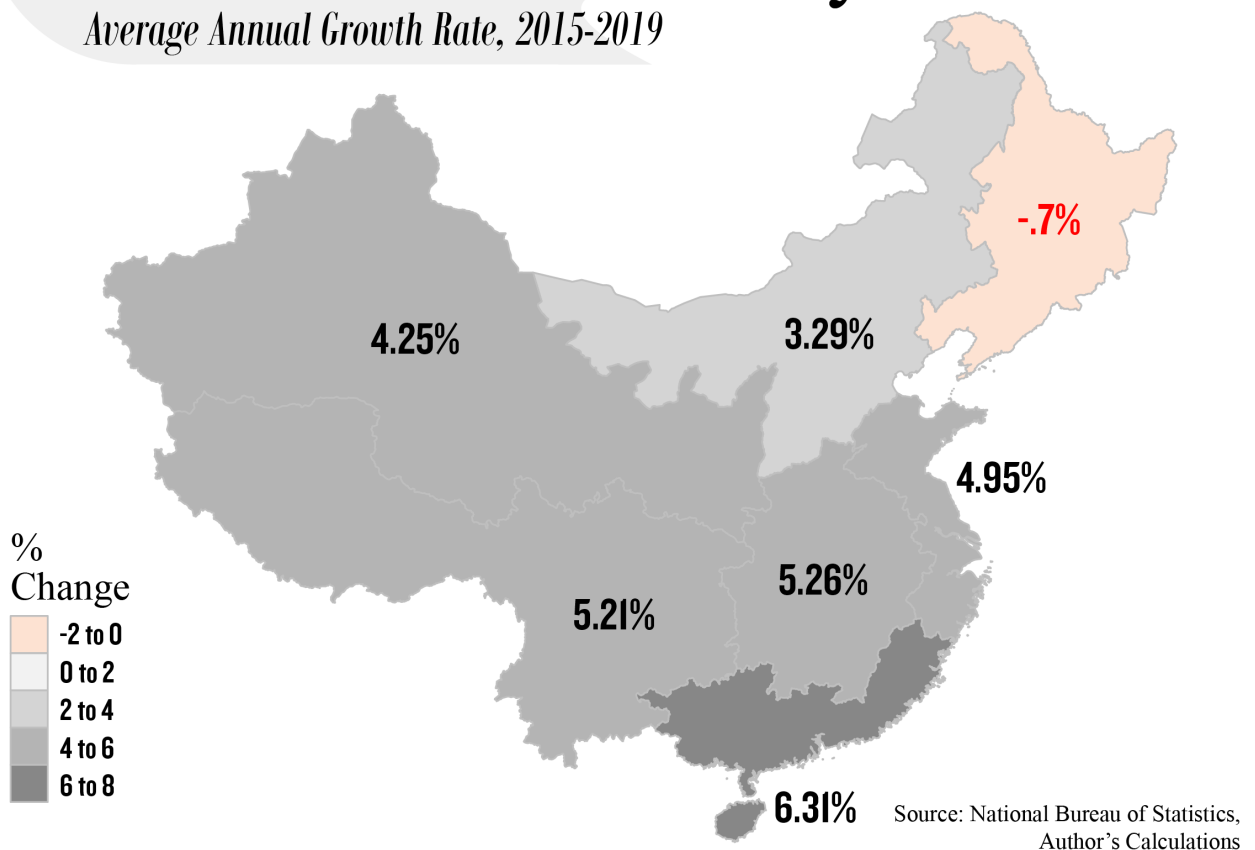 Average Annual Growth Rate, 2015-2019
-.7%
4.25%
3.29%
4.95%
5.26%
5.21%
6.31%
%
Change
-2 to 0
0 to 2
2 to 4
4 to 6
6 to 8
Source: National Bureau of Statistics,
Author’s Calculations